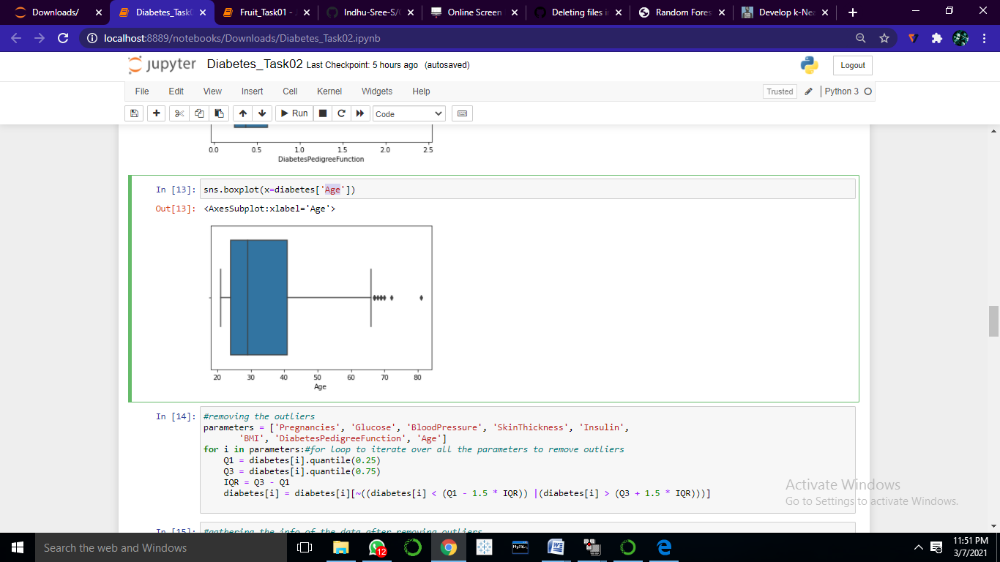 Downloads/
Diabetes_Task
Fruit_Task01 - J
Indhu-Sree-S/
Online Screen
Deleting files i
Random Fores
Develop k-Nea
localhost:8889/notebooks/Downloads/Diabetes_Task02.ipynb
jupyter Diabetes_Task02 Last Checkpoint: 5 hours ago (autosaved)
Logout
File Edit View Insert Cell Kernel Widgets Help
Trusted Python 3
Run Code
0.0 0.5 1.0 1.5 2.0 2.5
DiabetesPedigreeFunction
In [13]: sns.boxplot(x=diabetes['Age'])
Out[13]: <AxesSubplot:xlabel='Age'>
20 30 40 50 60 70 80
Age
In [14]: #removing the outliers
parameters = ['Pregnancies', 'Glucose', 'BloodPressure', 'SkinThickness', 'Insulin',
'BMI', 'DiabetesPedigreeFunction', 'Age']
for i in parameters:#for loop to iterate over all the parameters to remove outliers
Q1 = diabetes[i].quantile(0.25)
Q3 = diabetes[i].quantile(0.75)
IQR = Q3 - Q1
diabetes[i] = diabetes[i][~((diabetes[i] < (Q1 - 1.5 * IQR)) |(diabetes[i] > (Q3 + 1.5 * IQR)))]
In [15]: #gathering the info of the data after removing outliers
Activate Windows
Go to Settings to activate Windows.
Search the web and Windows
12
MySQL
11:51 PM
3/7/2021